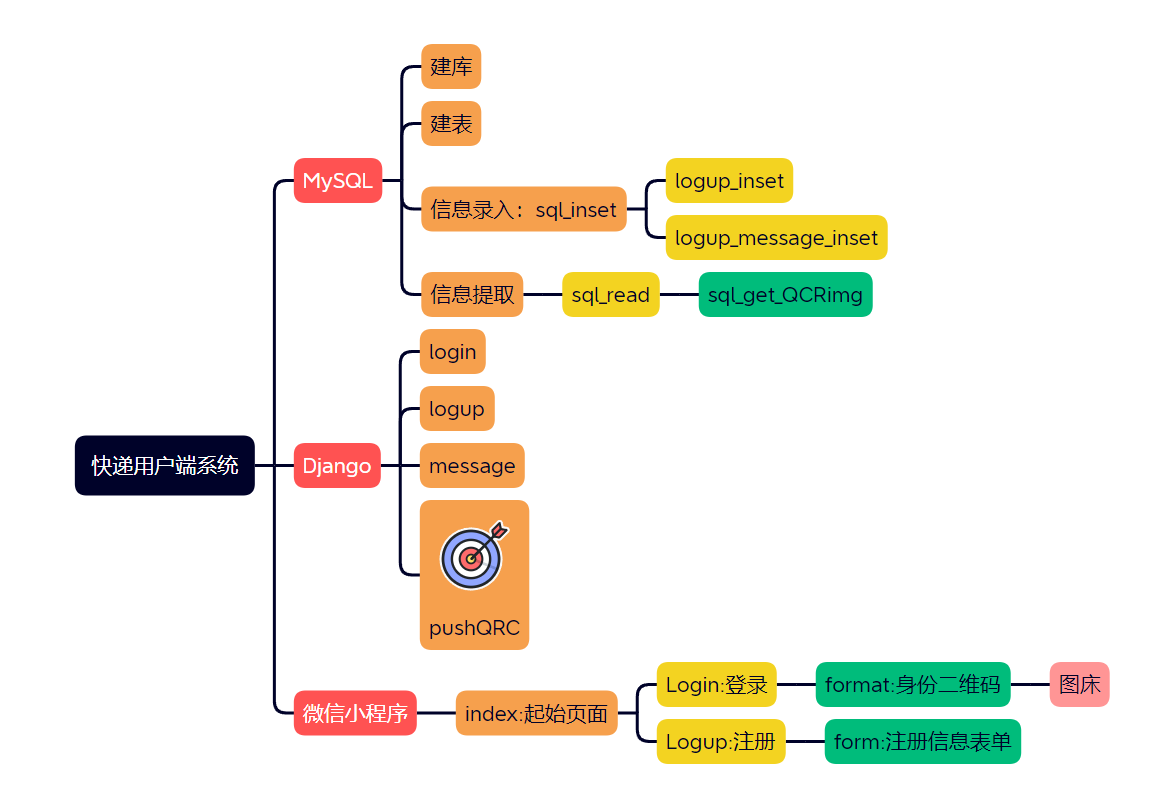 建库
建表
MySQL
logup_inset
信息录入：sql_inset
logup_message_inset
信息提取
sql_read
sql_get_QCRimg
login
logup
快递用户端系统
Django
message
pushQRC
Login:登录
format:身份二维码
图床
微信小程序
index:起始页面
Logup:注册
form:注册信息表单